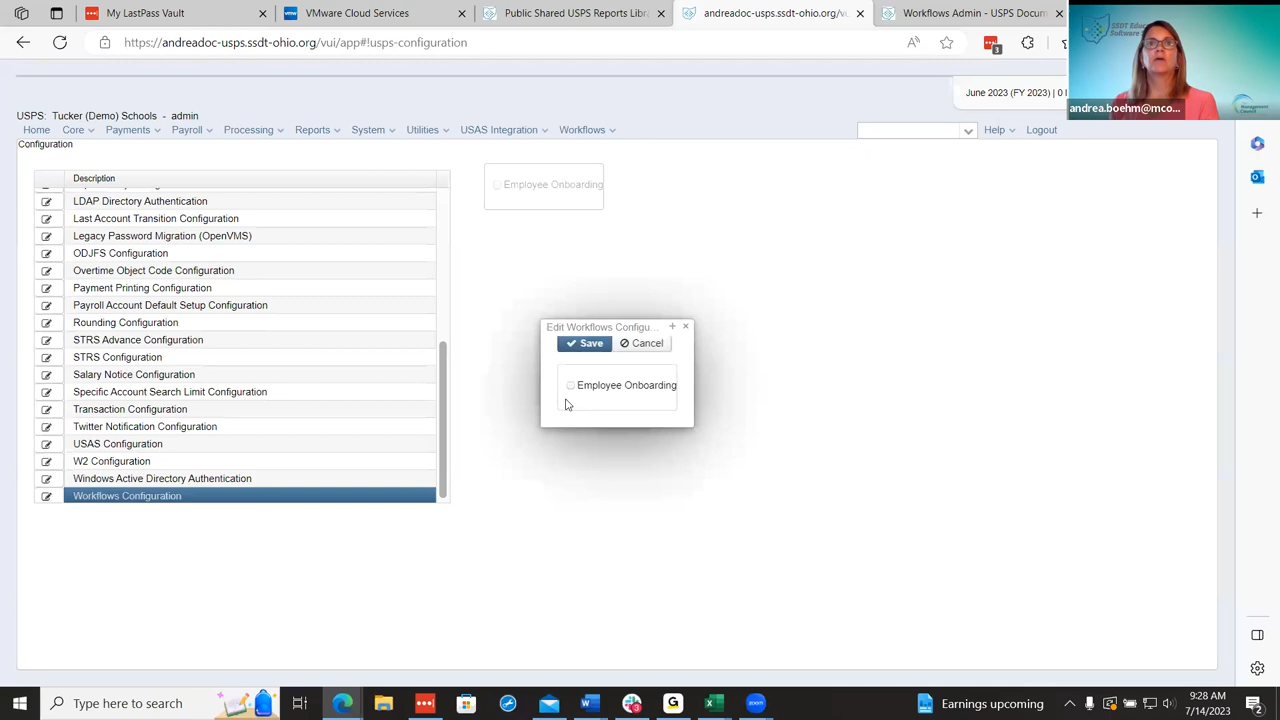 My LastPass Vault
VMware Cloud Services
Public Shared USPS Reports Libr
andreadoc-usps.ssdt-ohio.org/vu
Workflows Admin - USPS Docum
https://andreadoc-usps.ssdt-ohio.org/vui/app#!usps-configuration
3
andrea.boehm@mco...
June 2023 (FY 2023) | 0 I
USPS: Tucker (Demo) Schools - admin
Home Core Payments Payroll Processing Reports System Utilities USAS Integration Workflows Help Logout
Configuration
Description
LDAP Directory Authentication
Last Account Transition Configuration
Legacy Password Migration (OpenVMS)
ODJFS Configuration
Overtime Object Code Configuration
Payment Printing Configuration
Payroll Account Default Setup Configuration
Rounding Configuration
STRS Advance Configuration
STRS Configuration
Salary Notice Configuration
Specific Account Search Limit Configuration
Transaction Configuration
Twitter Notification Configuration
USAS Configuration
W2 Configuration
Windows Active Directory Authentication
Workflows Configuration
Employee Onboarding
Edit Workflows Configu...
Save Cancel
Employee Onboarding
Type here to search
Earnings upcoming
9:28 AM
7/14/2023
2